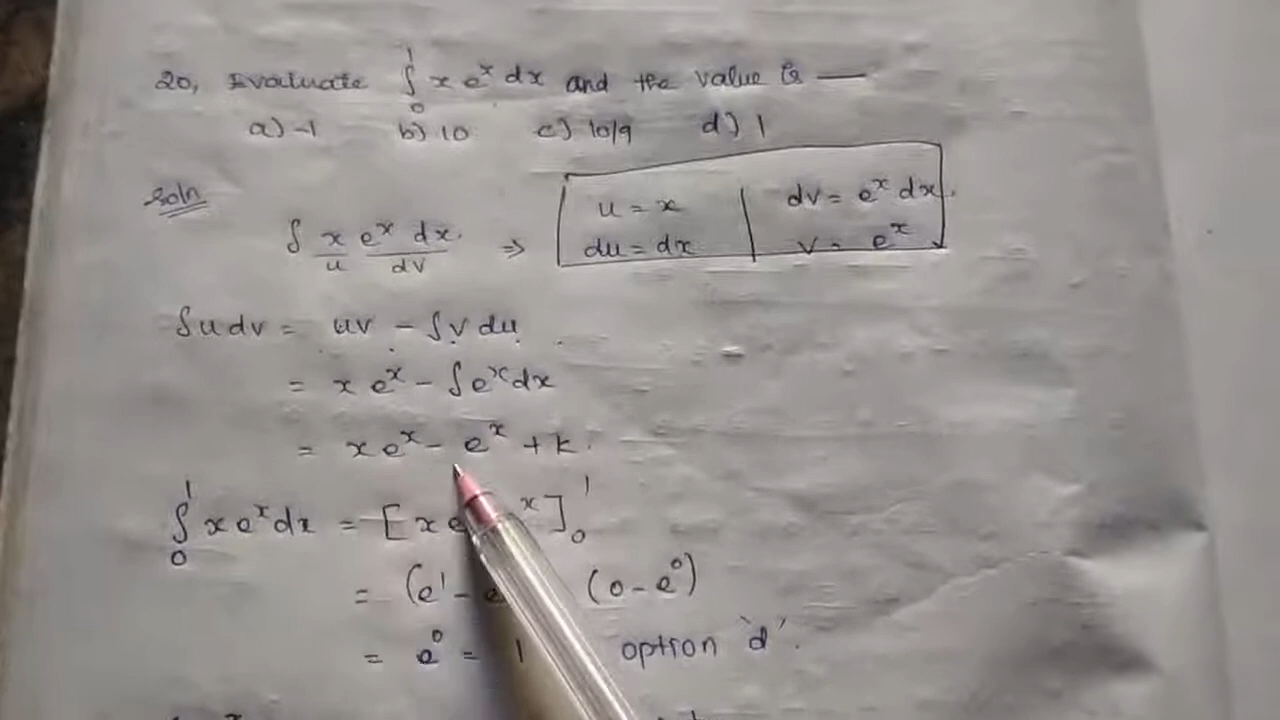 20, Evaluate ∫₀¹ x eˣ dx and the value is —
a) -1 b) 10 c) 10/9 d) 1
Soln
∫ x eˣ dx. ⇒ u = x | dv = eˣ dx.
u dv du = dx | v = eˣ
∫u dv = uv - ∫v du
= x eˣ - ∫eˣ dx
= x eˣ - eˣ + k.
∫₀¹ x eˣ dx = [x e ˣ]₀¹
= (e¹ - e (0 - e⁰)
= e⁰ = 1 option 'd'.